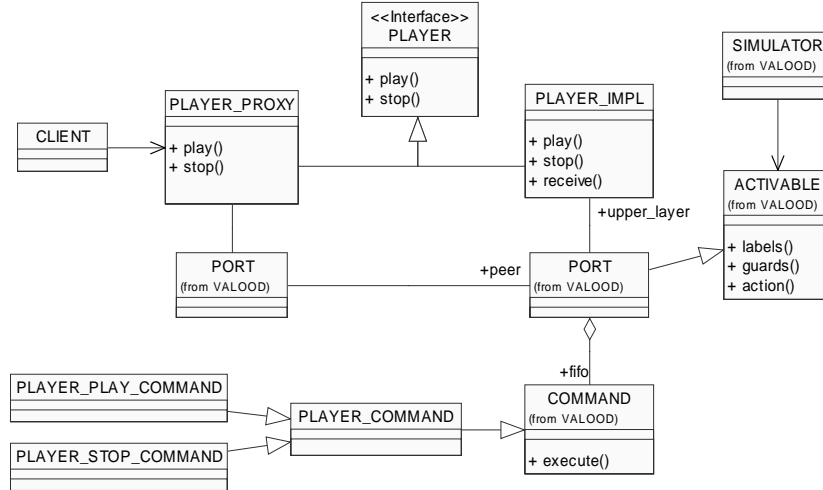 <<Interface>>
PLAYER
+ play()
+ stop()
SIMULATOR
(from VALOOD)
PLAYER_PROXY
+ play()
+ stop()
PLAYER_IMPL
+ play()
+ stop()
+ receive()
CLIENT
ACTIVABLE
(from VALOOD)
+ labels()
+ guards()
+ action()
+upper_layer
PORT
(from VALOOD)
+peer
PORT
(from VALOOD)
+fifo
PLAYER_PLAY_COMMAND
PLAYER_COMMAND
COMMAND
(from VALOOD)
+ execute()
PLAYER_STOP_COMMAND